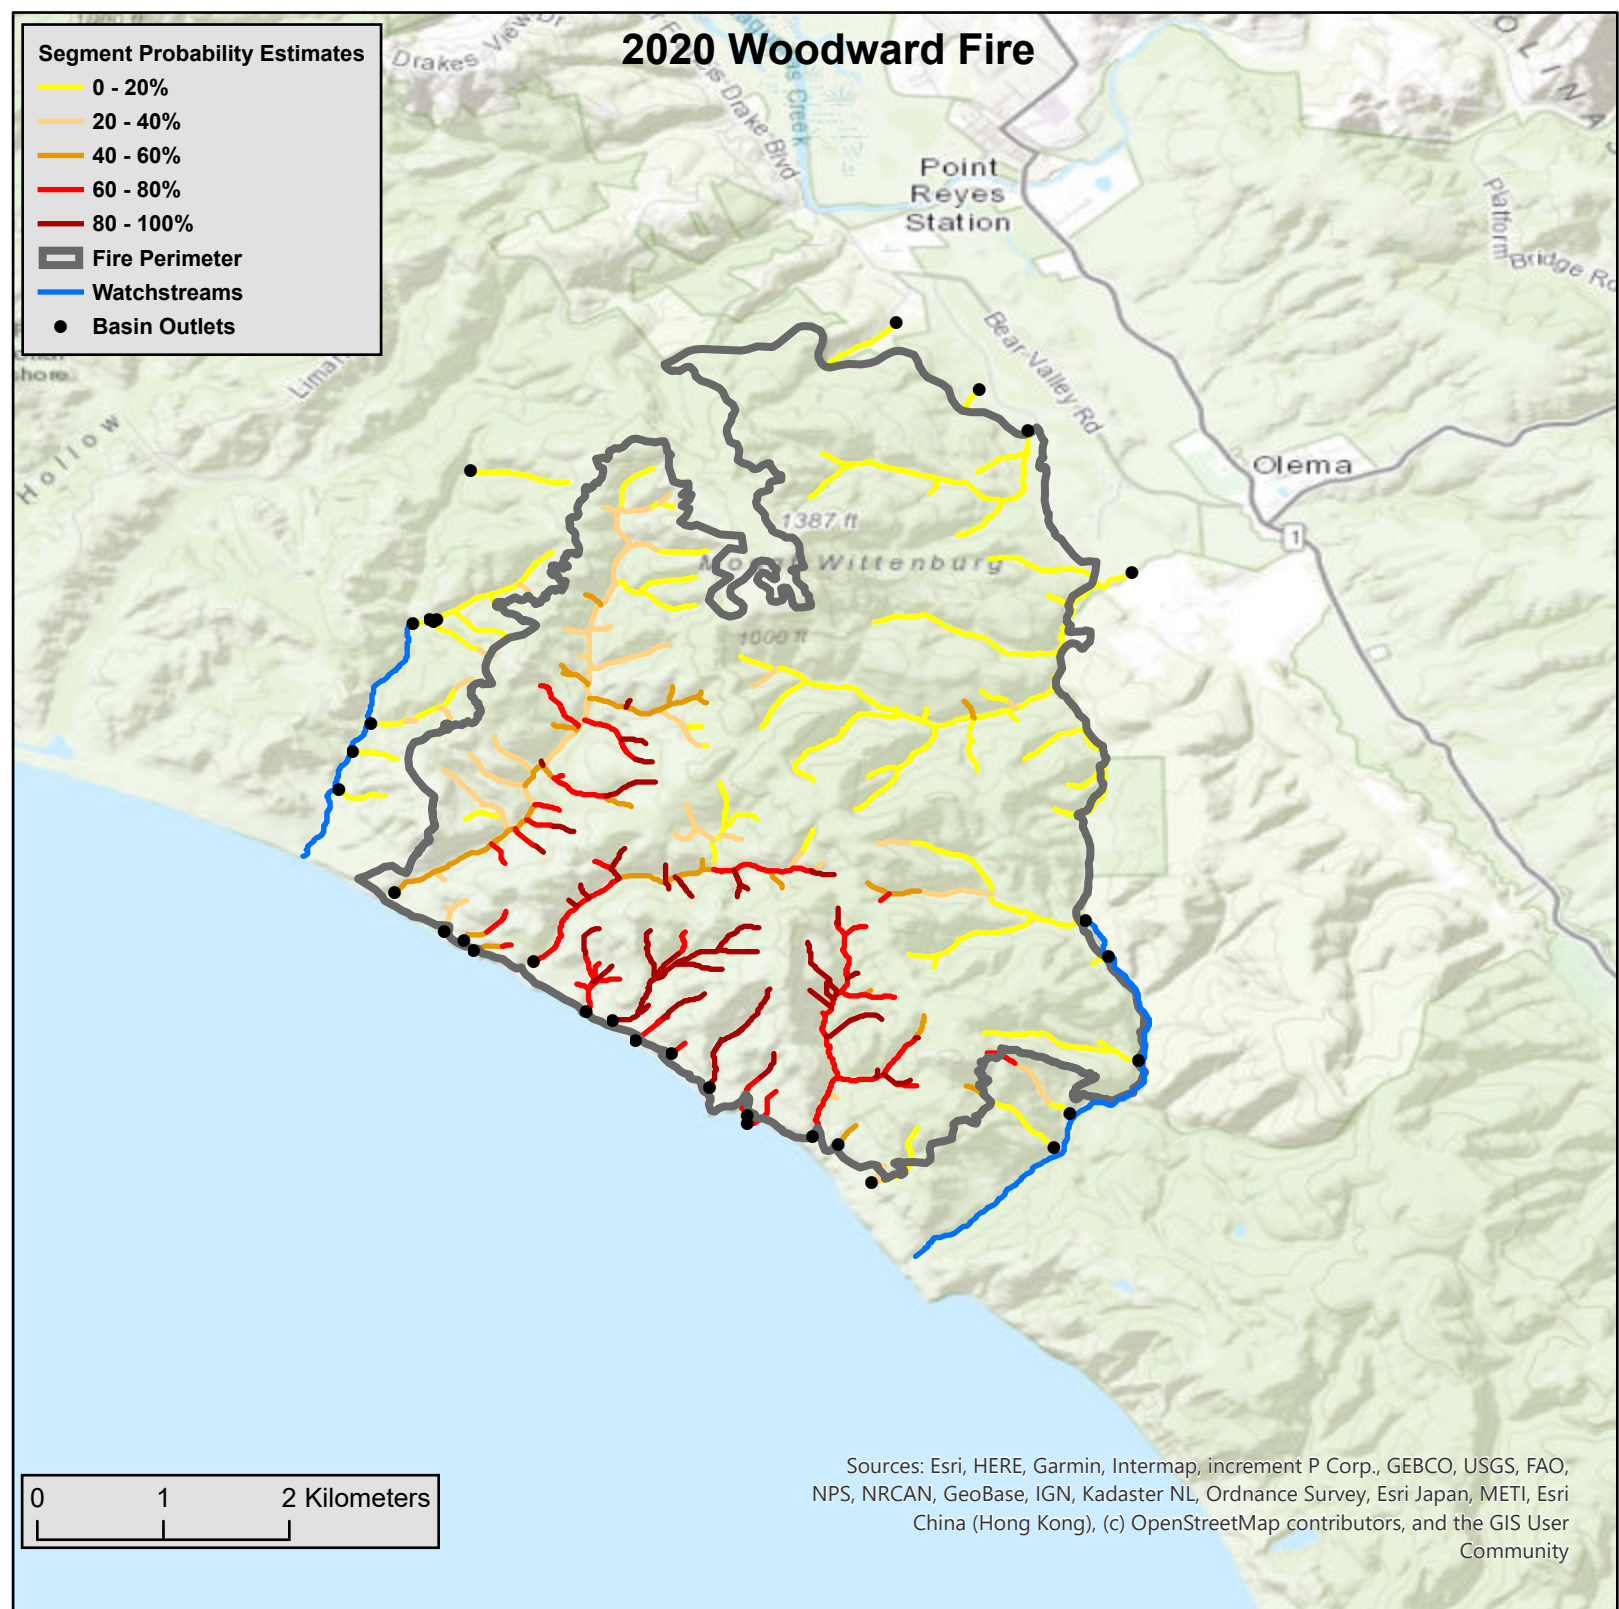 2020 Woodward Fire
Segment Probability Estimates
0 - 20%
20 - 40%
40 - 60%
60 - 80%
80 - 100%
Fire Perimeter
Watchstreams
Basin Outlets
Drakes View Dr
Francis Drake Blvd
Creek
Point
Reyes
Station
OLINA
Platform
Bridge Rd
Bear Valley Rd
Olema
1
shore
Hollow
1387 ft
Wittenburg
1000 ft
0 1 2 Kilometers
Sources: Esri, HERE, Garmin, Intermap, increment P Corp., GEBCO, USGS, FAO,
NPS, NRCAN, GeoBase, IGN, Kadaster NL, Ordnance Survey, Esri Japan, METI, Esri
China (Hong Kong), (c) OpenStreetMap contributors, and the GIS User
Community